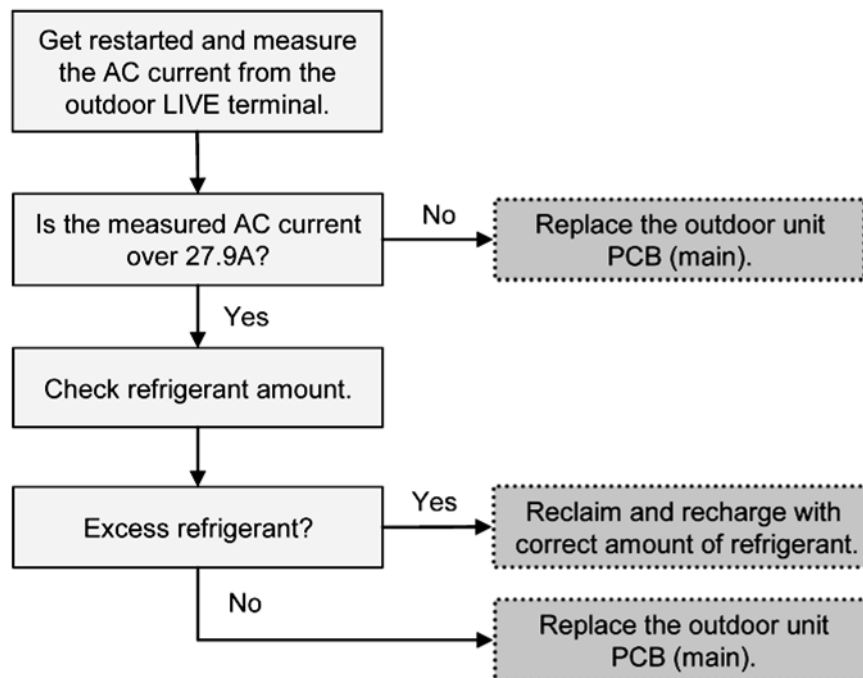 Get restarted and measure
the AC current from the
outdoor LIVE terminal.
Is the measured AC current
over 27.9A?
No
Replace the outdoor unit
PCB (main).
Yes
Check refrigerant amount.
Excess refrigerant?
Yes
Reclaim and recharge with
correct amount of refrigerant.
No
Replace the outdoor unit
PCB (main).